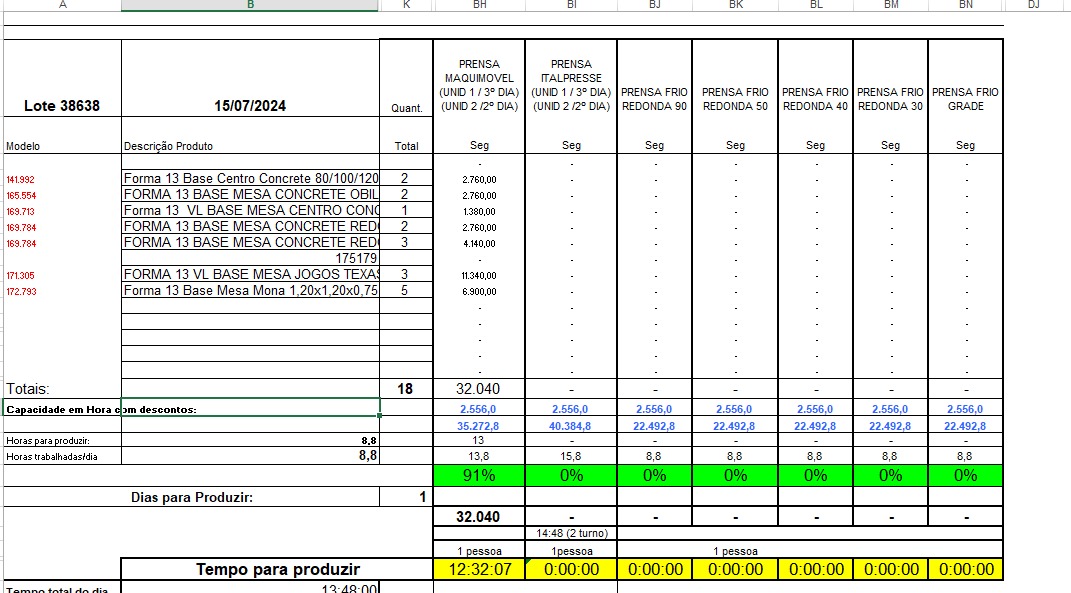 A B K BH BI BJ BK BL BM BN DJ
PRENSA MAQUIMOVEL (UNID 1 / 3º DIA) (UNID 2 /2º DIA)
PRENSA ITALPRESSE (UNID 1 / 3º DIA) (UNID 2 /2º DIA)
PRENSA FRIO REDONDA 90
PRENSA FRIO REDONDA 50
PRENSA FRIO REDONDA 40
PRENSA FRIO REDONDA 30
PRENSA FRIO GRADE
Lote 38638 15/07/2024 Quant.
Modelo Descrição Produto Total Seg Seg Seg Seg Seg Seg Seg
- - - - - - -
141.992 Forma 13 Base Centro Concrete 80/100/120 2 2.760,00 - - - - - -
165.554 FORMA 13 BASE MESA CONCRETE OBIL 2 2.760,00 - - - - - -
169.713 Forma 13 VL BASE MESA CENTRO CONC 1 1.380,00 - - - - - -
169.784 FORMA 13 BASE MESA CONCRETE RED 2 2.760,00 - - - - - -
169.784 FORMA 13 BASE MESA CONCRETE RED 3 4.140,00 - - - - - -
175179 - - - - - - -
171.305 FORMA 13 VL BASE MESA JOGOS TEXAS 3 11.340,00 - - - - - -
172.793 Forma 13 Base Mesa Mona 1,20x1,20x0,75 5 6.900,00 - - - - - -
- - - - - - -
- - - - - - -
- - - - - - -
- - - - - - -
- - - - - - -
Totais: 18 32.040 - - - - - -
Capacidade em Hora com descontos: 2.556,0 2.556,0 2.556,0 2.556,0 2.556,0 2.556,0 2.556,0
35.272,8 40.384,8 22.492,8 22.492,8 22.492,8 22.492,8 22.492,8
Horas para produzir: 8,8 13 - - - - - -
Horas trabalhadas/dia 8,8 13,8 15,8 8,8 8,8 8,8 8,8 8,8
91% 0% 0% 0% 0% 0% 0%
Dias para Produzir: 1
32.040 - - - - - -
14:48 (2 turno)
1 pessoa 1pessoa 1 pessoa
Tempo para produzir 12:32:07 0:00:00 0:00:00 0:00:00 0:00:00 0:00:00 0:00:00
Tempo total do dia 13:48:00